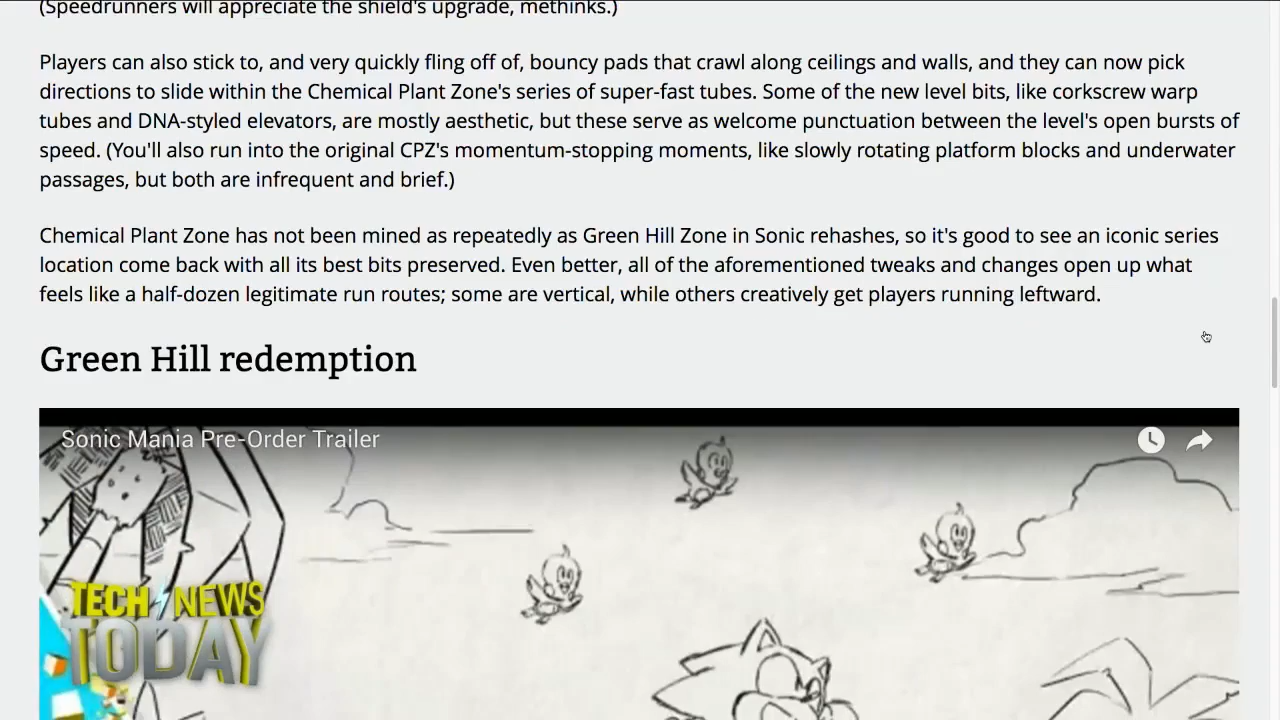 (Speedrunners will appreciate the shield's upgrade, methinks.)
Players can also stick to, and very quickly fling off of, bouncy pads that crawl along ceilings and walls, and they can now pick
directions to slide within the Chemical Plant Zone's series of super-fast tubes. Some of the new level bits, like corkscrew warp
tubes and DNA-styled elevators, are mostly aesthetic, but these serve as welcome punctuation between the level's open bursts of
speed. (You'll also run into the original CPZ's momentum-stopping moments, like slowly rotating platform blocks and underwater
passages, but both are infrequent and brief.)
Chemical Plant Zone has not been mined as repeatedly as Green Hill Zone in Sonic rehashes, so it's good to see an iconic series
location come back with all its best bits preserved. Even better, all of the aforementioned tweaks and changes open up what
feels like a half-dozen legitimate run routes; some are vertical, while others creatively get players running leftward.
Green Hill redemption
Sonic Mania Pre-Order Trailer
TECH NEWS
TODAY